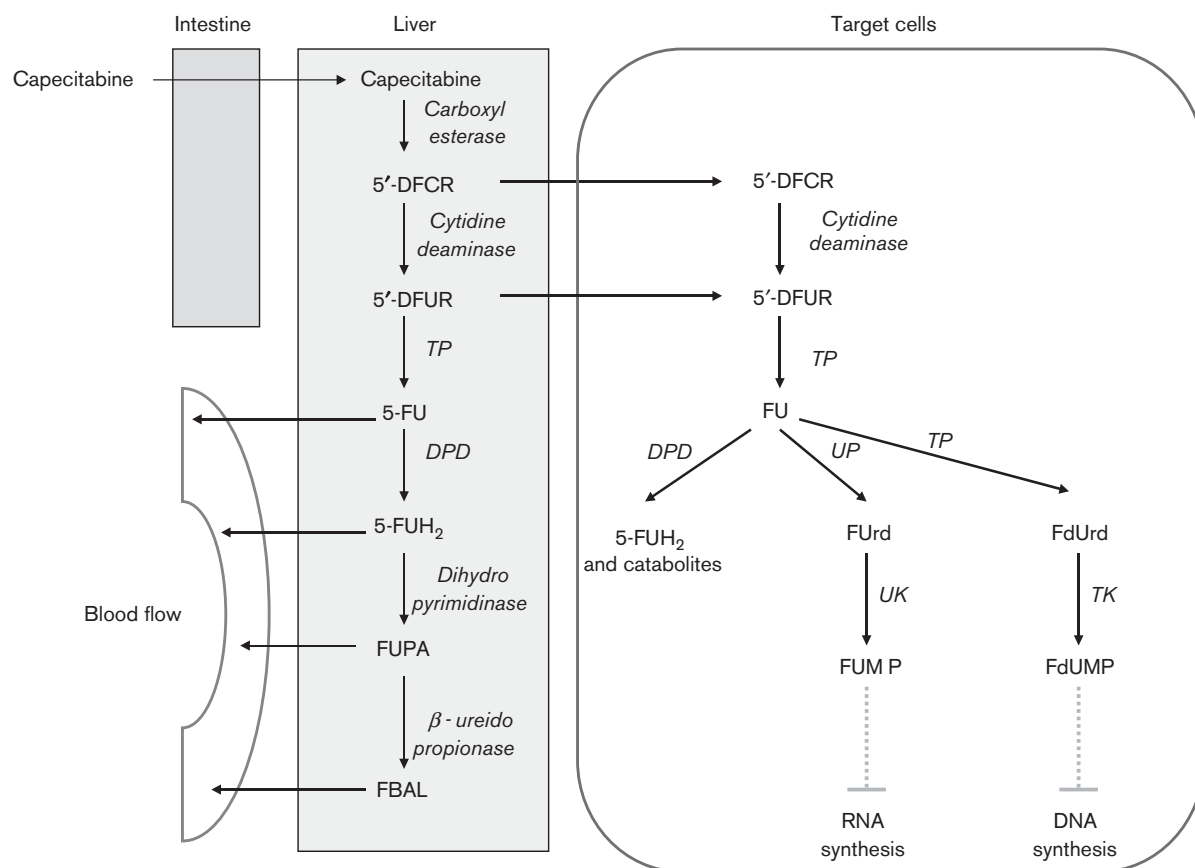 Intestine
Liver
Target cells
Capecitabine
Capecitabine
Carboxyl
esterase
5′-DFCR
5′-DFCR
Cytidine
deaminase
Cytidine
deaminase
5′-DFUR
5′-DFUR
TP
TP
5-FU
FU
DPD
DPD
UP
TP
5-FUH₂
5-FUH₂
and catabolites
FUrd
FdUrd
Dihydro
pyrimidinase
UK
TK
Blood flow
FUPA
FUM P
FdUMP
β - ureido
propionase
FBAL
RNA
synthesis
DNA
synthesis